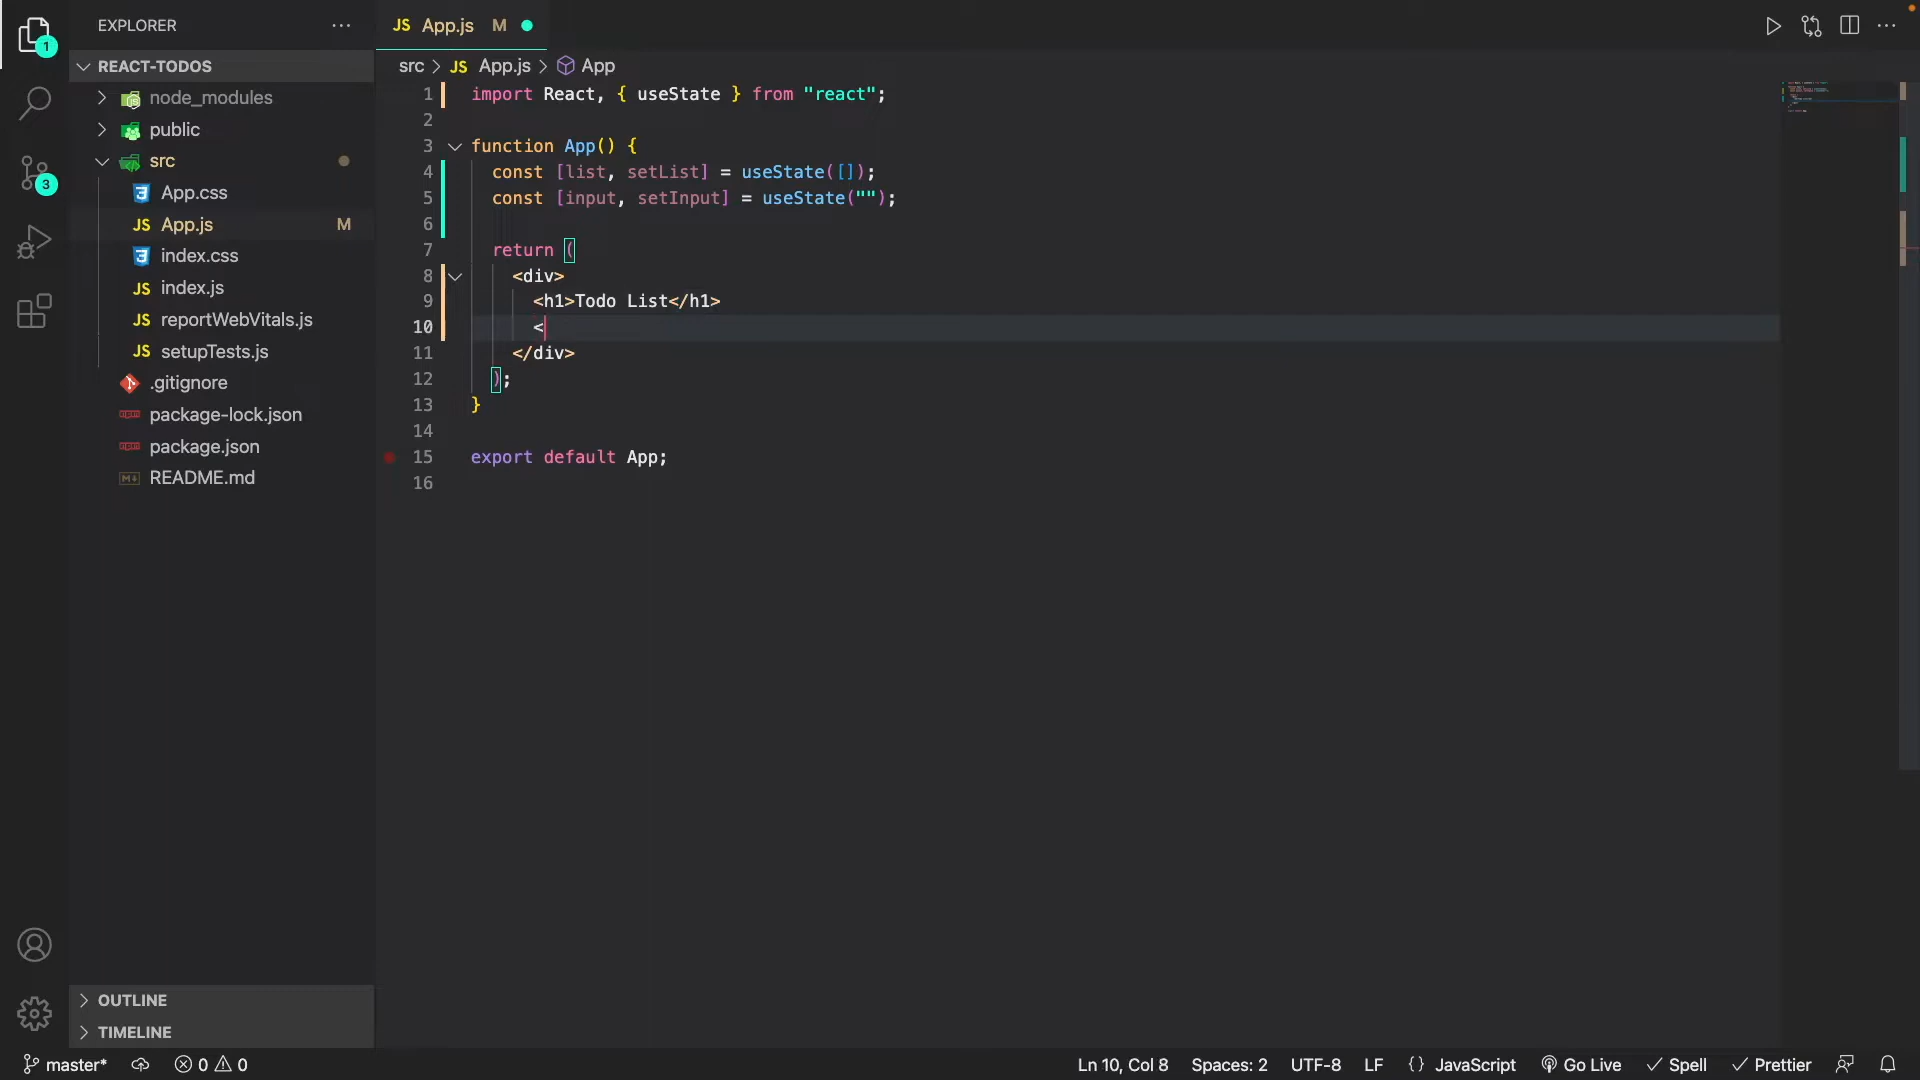 EXPLORER
JS App.js M
1
REACT-TODOS
src > JS App.js > App
node_modules
public
src
App.css
JS App.js M
index.css
JS index.js
JS reportWebVitals.js
JS setupTests.js
.gitignore
package-lock.json
package.json
README.md
3
1 import React, { useState } from "react";
2
3 function App() {
4 const [list, setList] = useState([]);
5 const [input, setInput] = useState("");
6
7 return (
8 <div>
9 <h1>Todo List</h1>
10 <
11 </div>
12 );
13 }
14
15 export default App;
16
OUTLINE
TIMELINE
master* 0 0
Ln 10, Col 8 Spaces: 2 UTF-8 LF {} JavaScript Go Live Spell Prettier